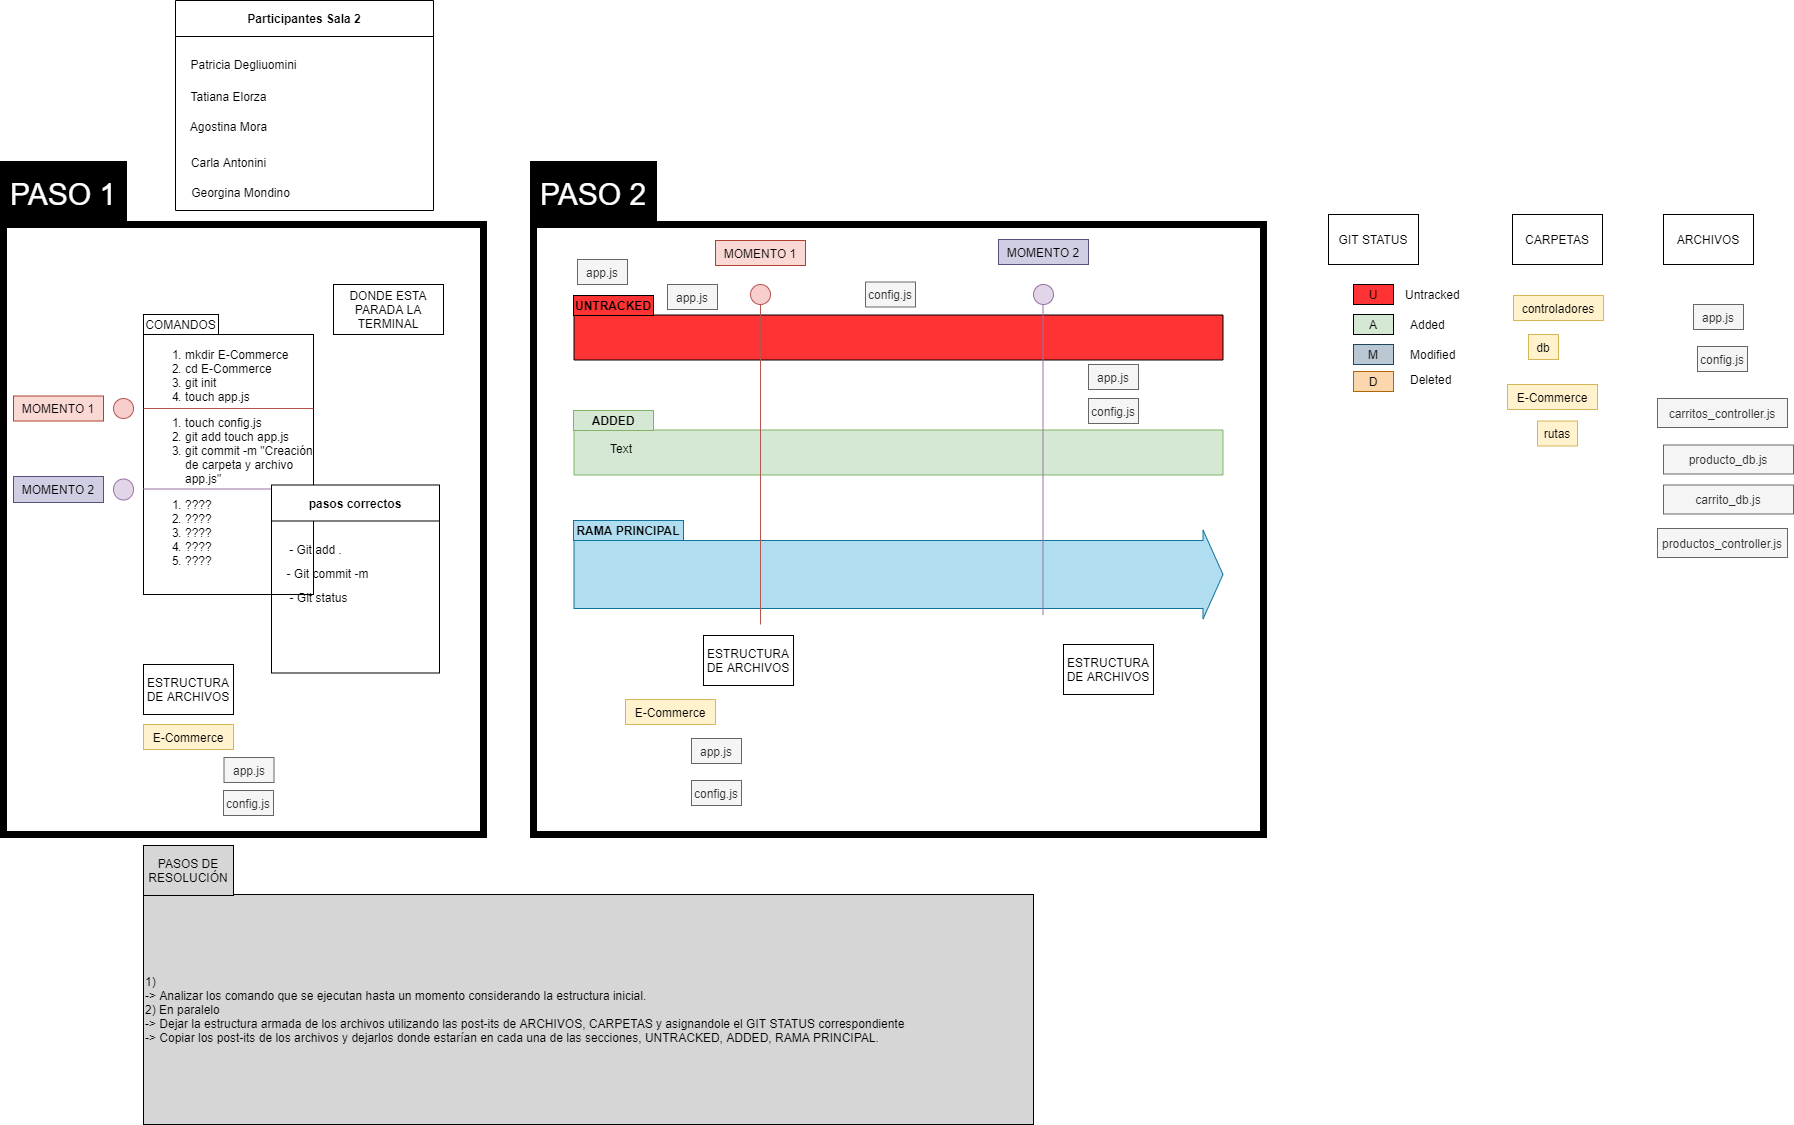 Participantes Sala 2
Patricia Degliuomini
Tatiana Elorza
Agostina Mora
Carla Antonini
Georgina Mondino
PASO 1
DONDE ESTA
PARADA LA
TERMINAL
COMANDOS
1. mkdir E-Commerce
2. cd E-Commerce
3. git init
4. touch app.js
MOMENTO 1
1. touch config.js
2. git add touch app.js
3. git commit -m "Creación
de carpeta y archivo
app.js"
MOMENTO 2
1. ????
2. ????
3. ????
4. ????
5. ????
pasos correctos
- Git add .
- Git commit -m
- Git status
ESTRUCTURA
DE ARCHIVOS
E-Commerce
app.js
config.js
PASO 2
MOMENTO 1
MOMENTO 2
app.js
app.js
config.js
UNTRACKED
app.js
config.js
ADDED
Text
RAMA PRINCIPAL
ESTRUCTURA
DE ARCHIVOS
ESTRUCTURA
DE ARCHIVOS
E-Commerce
app.js
config.js
GIT STATUS
U Untracked
A Added
M Modified
D Deleted
CARPETAS
controladores
db
E-Commerce
rutas
ARCHIVOS
app.js
config.js
carritos_controller.js
producto_db.js
carrito_db.js
productos_controller.js
PASOS DE
RESOLUCIÓN
1)
-> Analizar los comando que se ejecutan hasta un momento considerando la estructura inicial.
2) En paralelo
-> Dejar la estructura armada de los archivos utilizando las post-its de ARCHIVOS, CARPETAS y asignandole el GIT STATUS correspondiente
-> Copiar los post-its de los archivos y dejarlos donde estarían en cada una de las secciones, UNTRACKED, ADDED, RAMA PRINCIPAL.